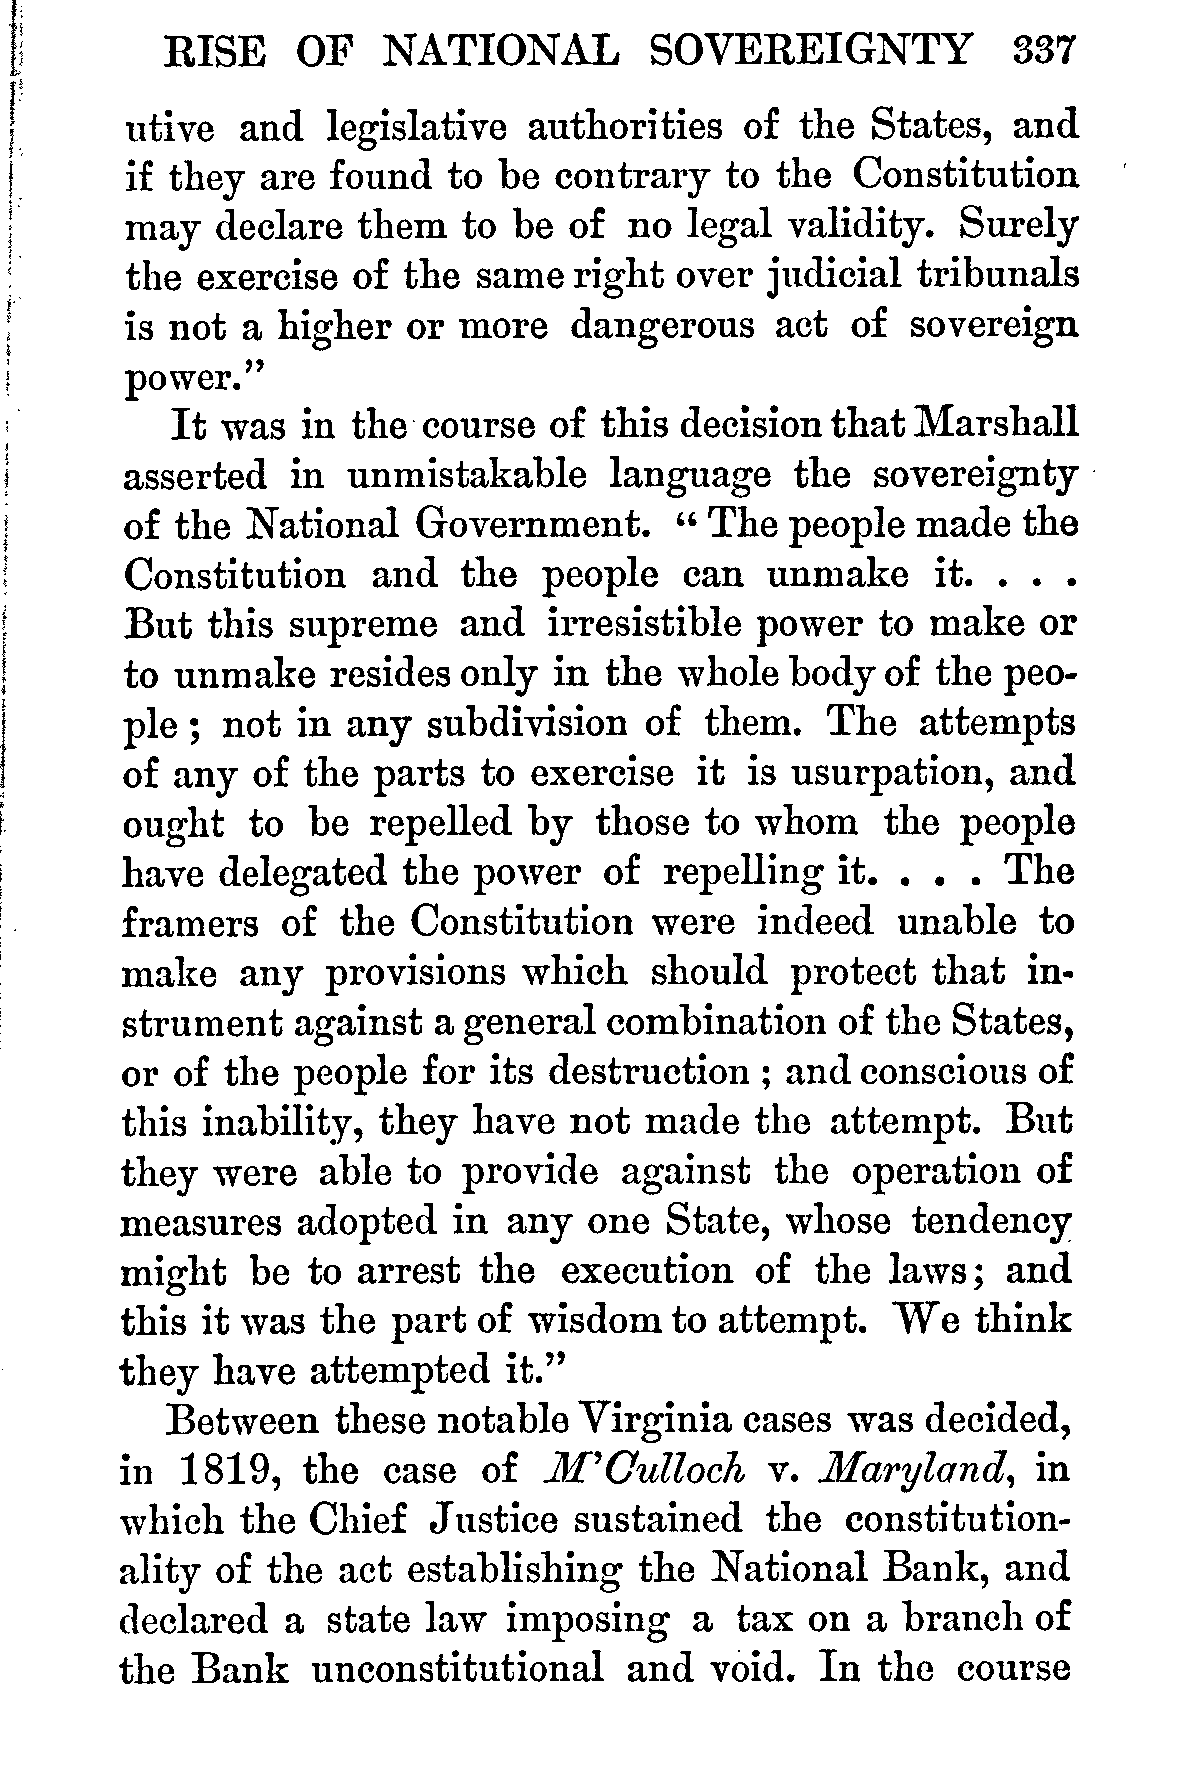 RISE OF NATIONAL SOVEREIGNTY 337
utive and legislative authorities of the States, and
if they are found to be contrary to the Constitution
may declare them to be of no legal validity. Surely
the exercise of the same right over judicial tribunals
is not a higher or more dangerous act of sovereign
power.”
It was in the course of this decision that Marshall
asserted in unmistakable language the sovereignty
of the National Government. “ The people made the
Constitution and the people can unmake it. . . .
But this supreme and irresistible power to make or
to unmake resides only in the whole body of the peo-
ple ; not in any subdivision of them. The attempts
of any of the parts to exercise it is usurpation, and
ought to be repelled by those to whom the people
have delegated the power of repelling it. . . . The
framers of the Constitution were indeed unable to
make any provisions which should protect that in-
strument against a general combination of the States,
or of the people for its destruction ; and conscious of
this inability, they have not made the attempt. But
they were able to provide against the operation of
measures adopted in any one State, whose tendency
might be to arrest the execution of the laws; and
this it was the part of wisdom to attempt. We think
they have attempted it.”
Between these notable Virginia cases was decided,
in 1819, the case of M’Culloch v. Maryland, in
which the Chief Justice sustained the constitution-
ality of the act establishing the National Bank, and
declared a state law imposing a tax on a branch of
the Bank unconstitutional and void. In the course